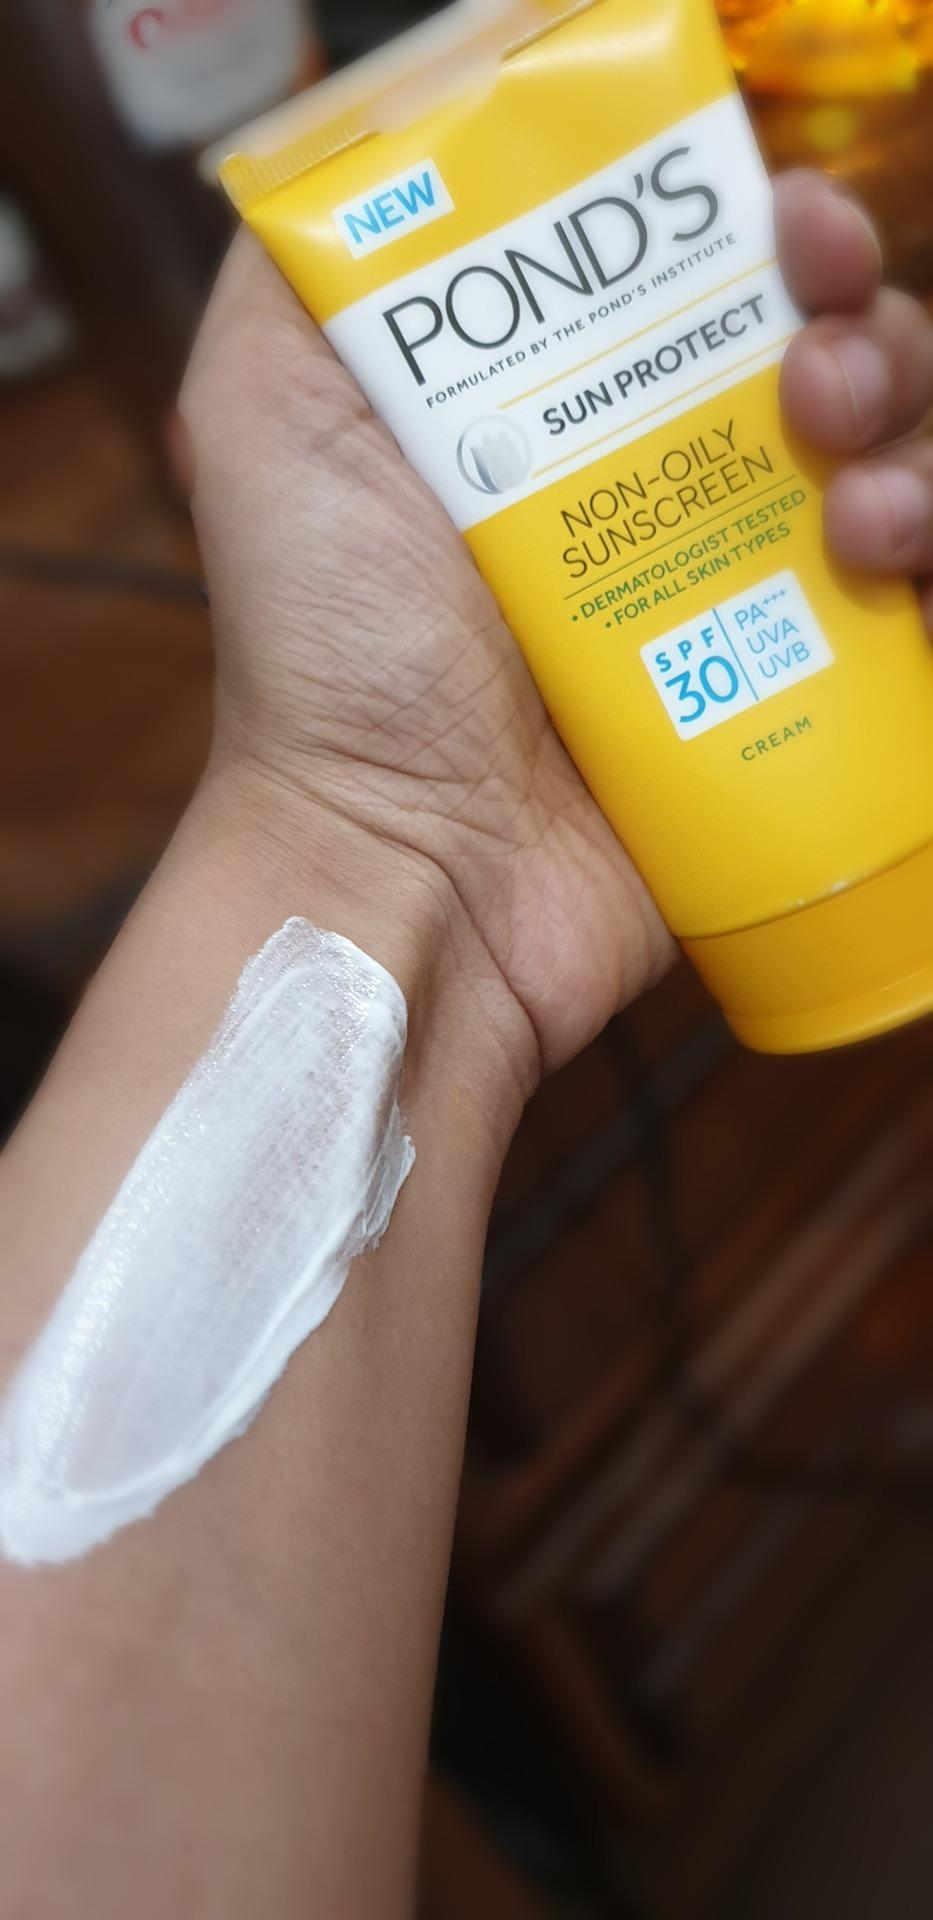 NEW
POND'S
FORMULATED BY THE POND'S INSTITUTE
SUN PROTECT
NON-OILY
SUNSCREEN
• DERMATOLOGIST TESTED
• FOR ALL SKIN TYPES
SPF
30
PA+++
UVA
UVB
CREAM